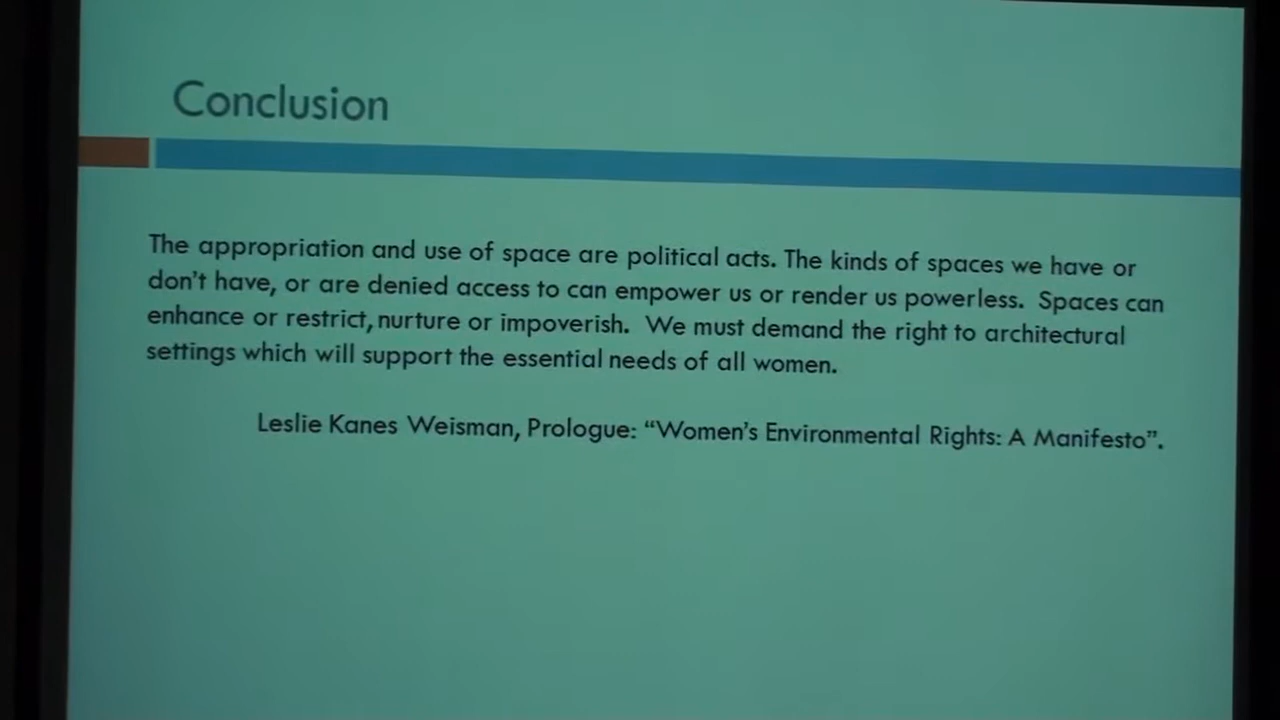 Conclusion
The appropriation and use of space are political acts. The kinds of spaces we have or
don't have, or are denied access to can empower us or render us powerless.  Spaces can
enhance or restrict, nurture or impoverish.  We must demand the right to architectural
settings which will support the essential needs of all women.
Leslie Kanes Weisman, Prologue: “Women's Environmental Rights: A Manifesto”.